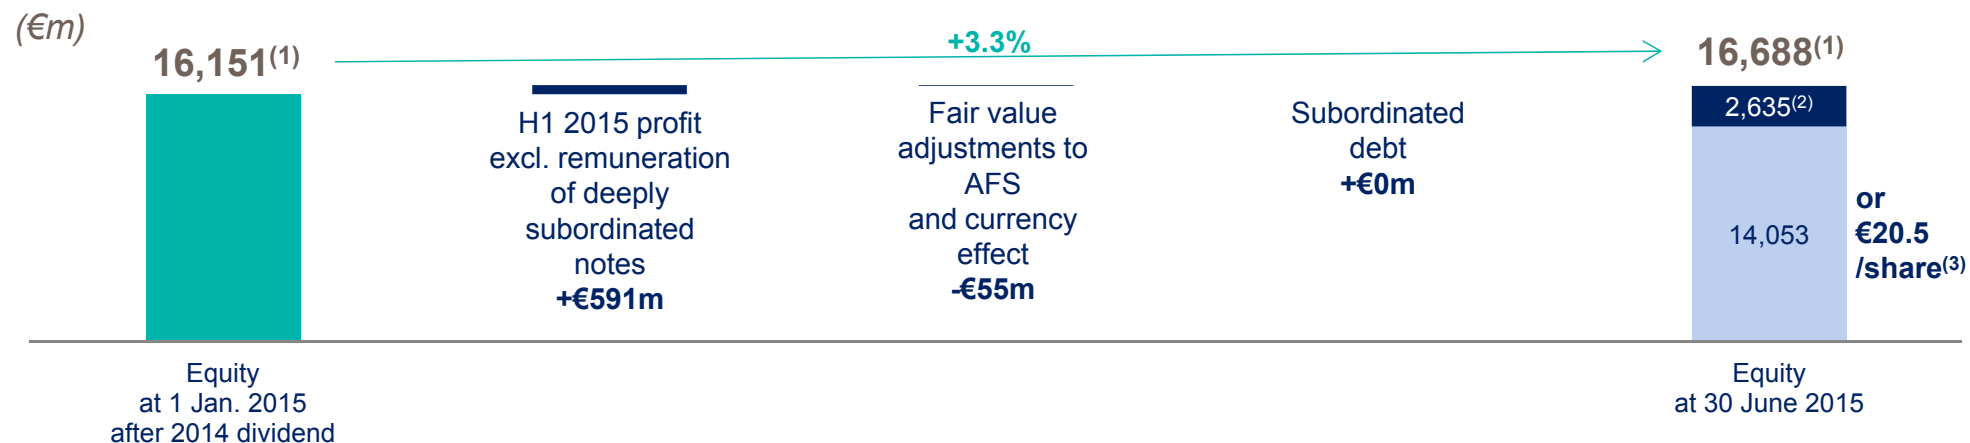 (€m)
16,151(1)
+3.3%
16,688(1)
H1 2015 profit
excl. remuneration
of deeply
subordinated
notes
+€591m
Fair value
adjustments to
AFS
and currency
effect
-€55m
Subordinated
debt
+€0m
2,635(2)
14,053
or
€20.5
/share(3)
Equity
at 1 Jan. 2015
after 2014 dividend
Equity
at 30 June 2015